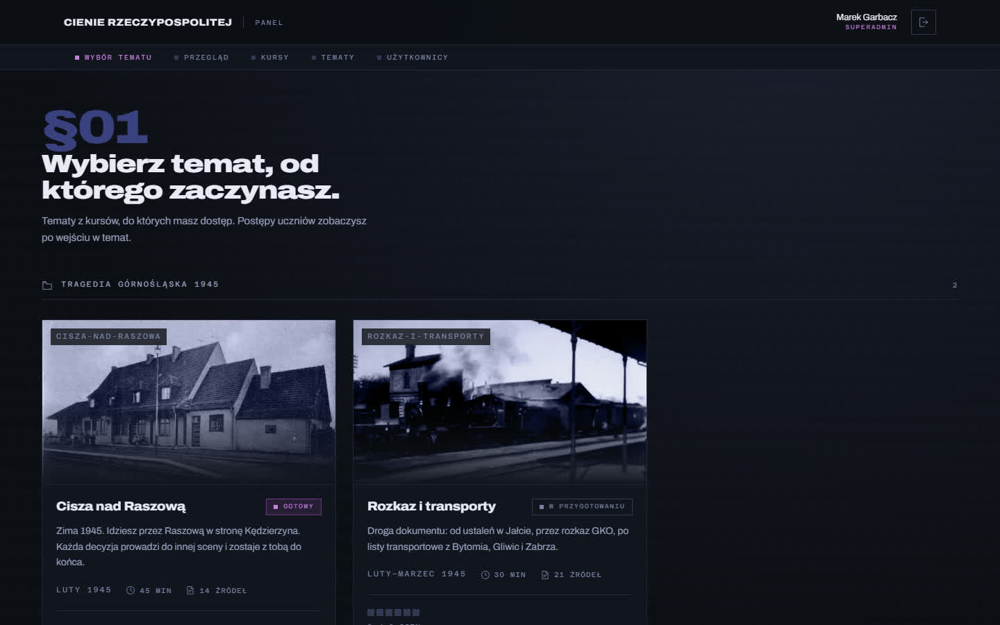 CIENIE RZECZYPOSPOLITEJ
PANEL
Marek Garbacz
SUPERADMIN
WYBÓR TEMATU
PRZEGLĄD
KURSY
TEMATY
UŻYTKOWNICY
§01
Wybierz temat, od
którego zaczynasz.
Tematy z kursów, do których masz dostęp. Postępy uczniów zobaczysz
po wejściu w temat.
TRAGEDIA GÓRNOŚLĄSKA 1945
2
CISZA-NAD-RASZOWA
Cisza nad Raszową
GOTOWY
Zima 1945. Idziesz przez Raszową w stronę Kędzierzyna.
Każda decyzja prowadzi do innej sceny i zostaje z tobą do
końca.
LUTY 1945
45 MIN
14 ŹRÓDEŁ
ROZKAZ-I-TRANSPORTY
Rozkaz i transporty
W PRZYGOTOWANIU
Droga dokumentu: od ustaleń w Jałcie, przez rozkaz GKO, po
listy transportowe z Bytomia, Gliwic i Zabrza.
LUTY–MARZEC 1945
30 MIN
21 ŹRÓDEŁ